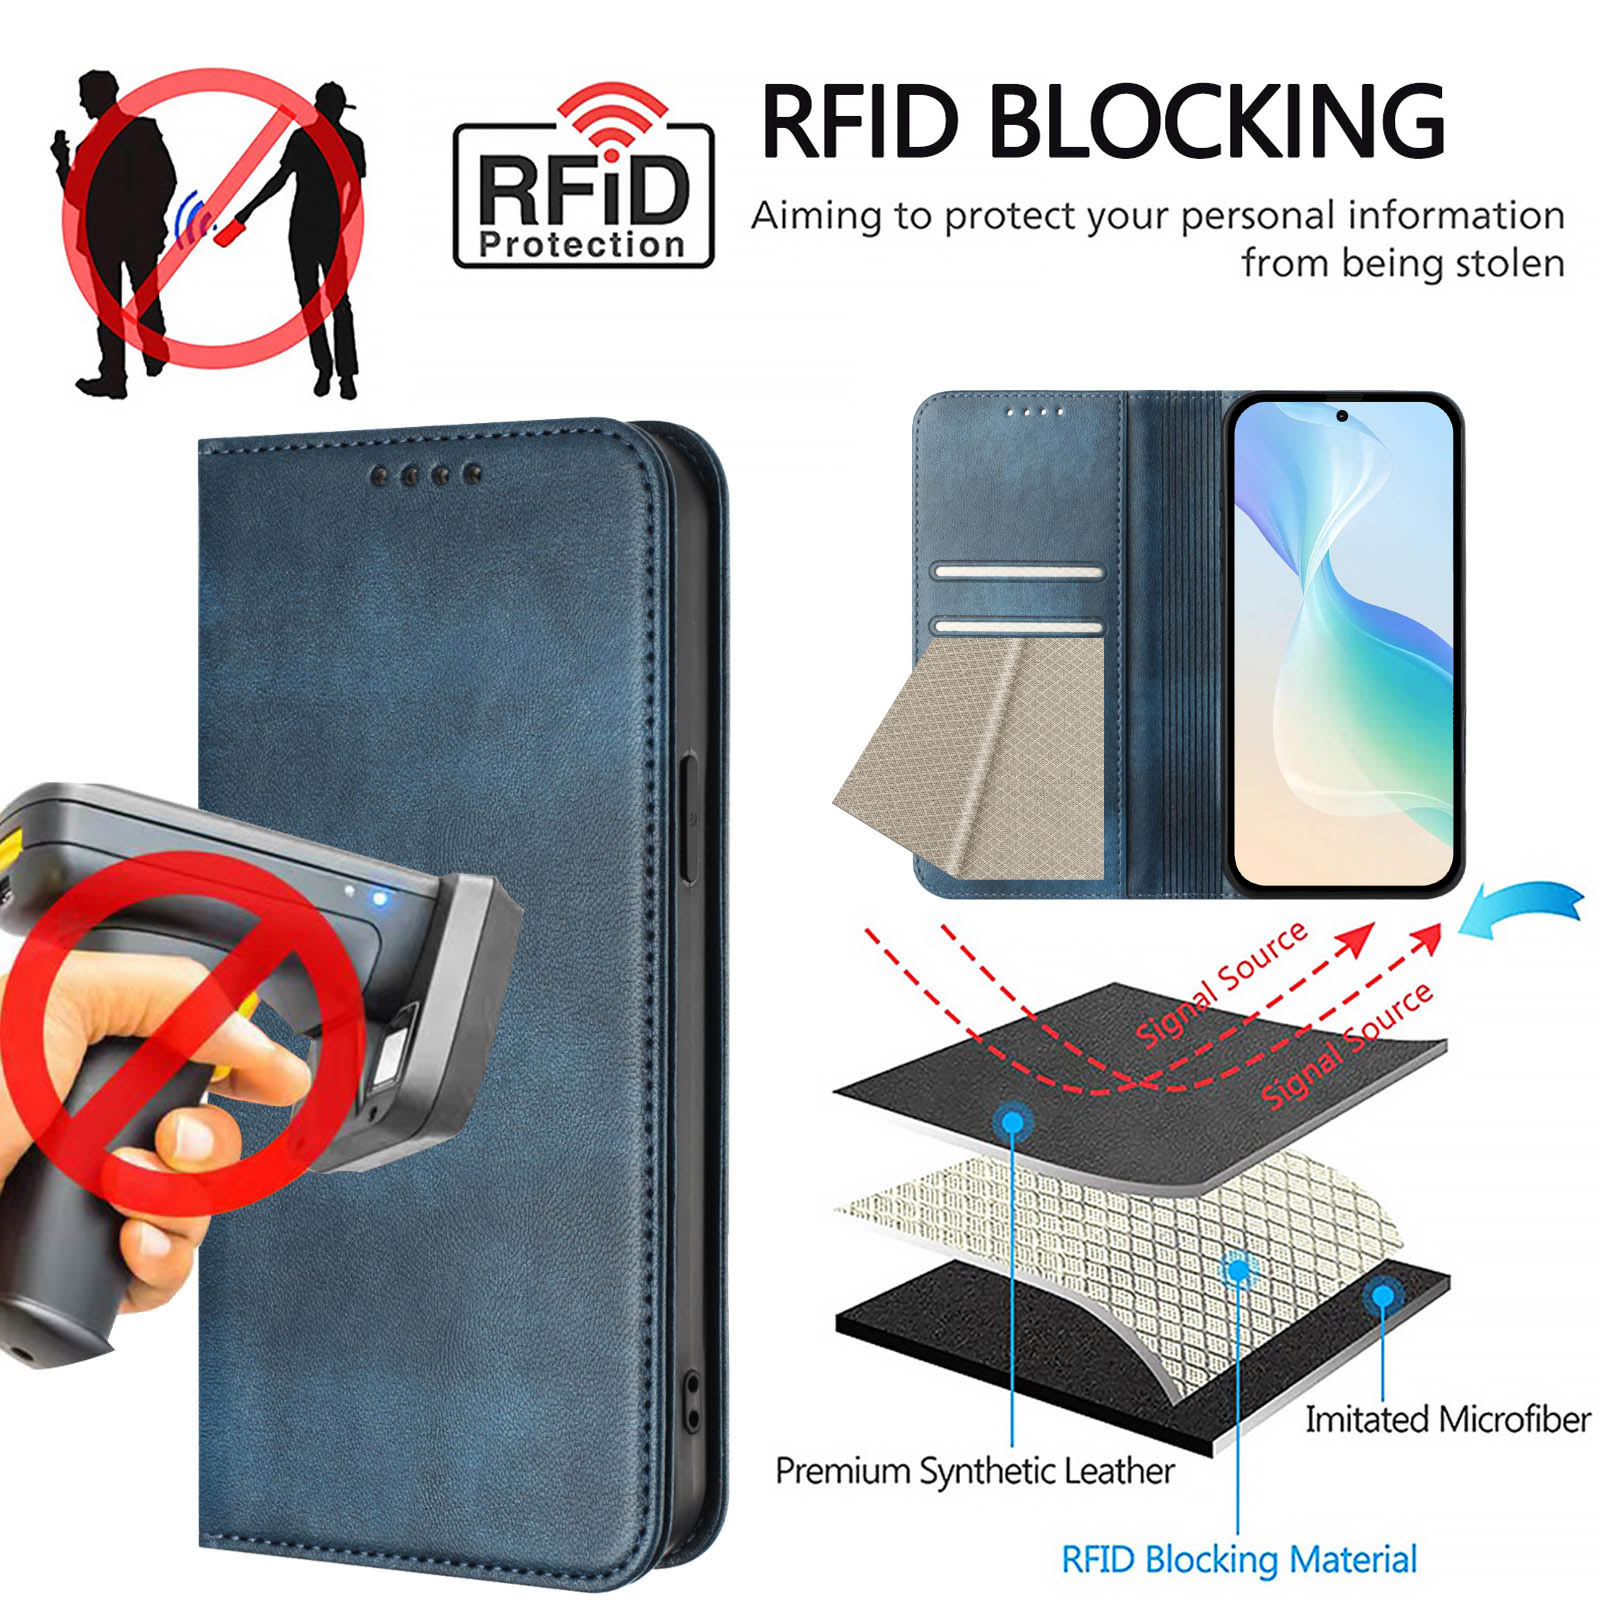 RFiD
Protection
RFID BLOCKING
Aiming to protect your personal information
from being stolen
Signal Source
Signal Source
Imitated Microfiber
Premium Synthetic Leather
RFID Blocking Material